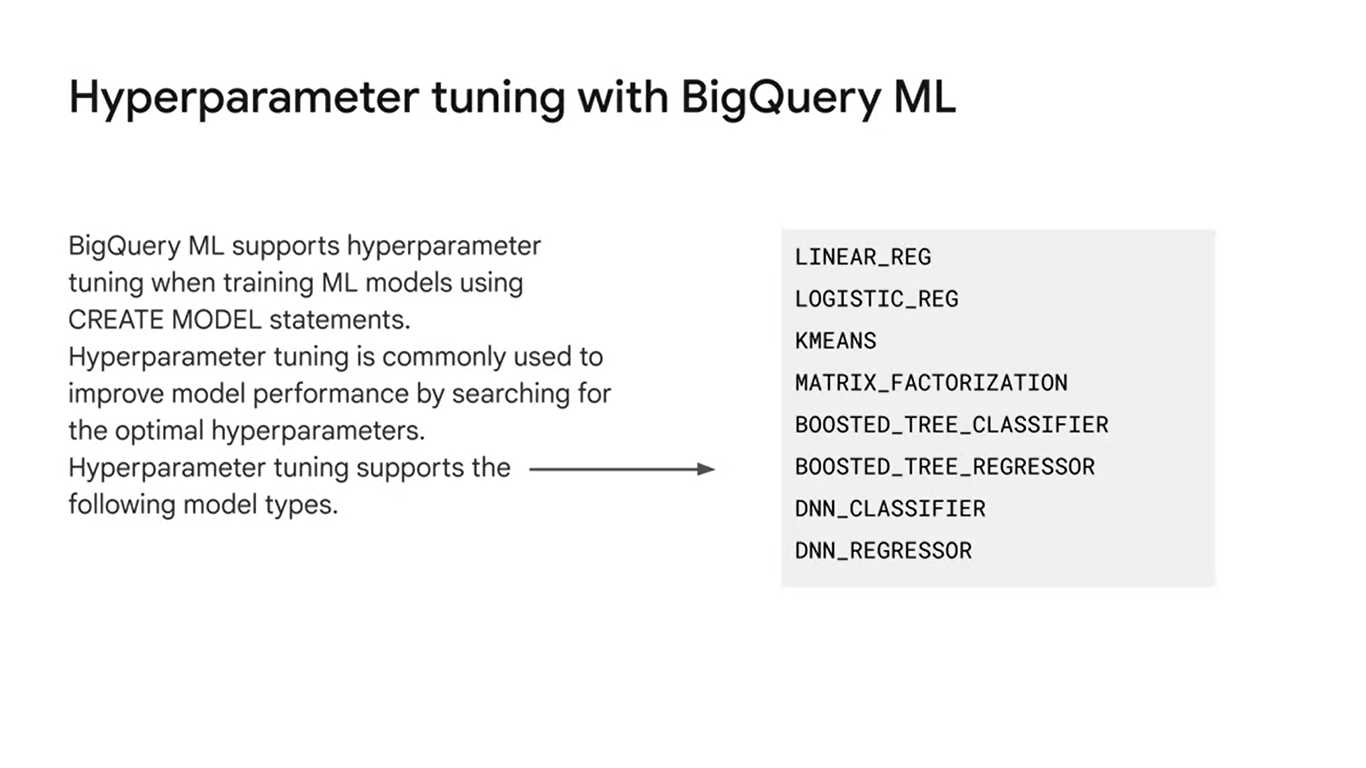 Hyperparameter tuning with BigQuery ML
BigQuery ML supports hyperparameter
tuning when training ML models using
CREATE MODEL statements.
Hyperparameter tuning is commonly used to
improve model performance by searching for
the optimal hyperparameters.
Hyperparameter tuning supports the
following model types.
LINEAR_REG
LOGISTIC_REG
KMEANS
MATRIX_FACTORIZATION
BOOSTED_TREE_CLASSIFIER
BOOSTED_TREE_REGRESSOR
DNN_CLASSIFIER
DNN_REGRESSOR